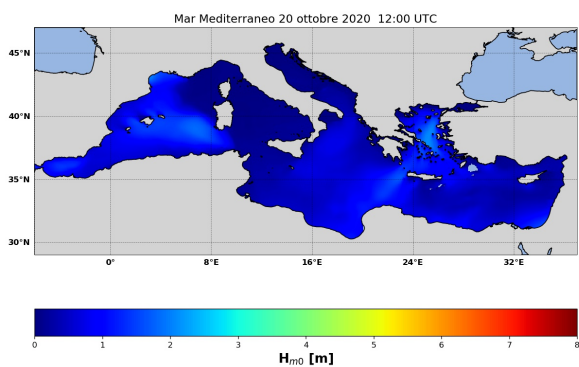 Mar Mediterraneo 20 ottobre 2020  12:00 UTC
45°N
40°N
35°N
30°N
0° 8°E 16°E 24°E 32°E
0 1 2 3 4 5 6 7 8
Hm0 [m]